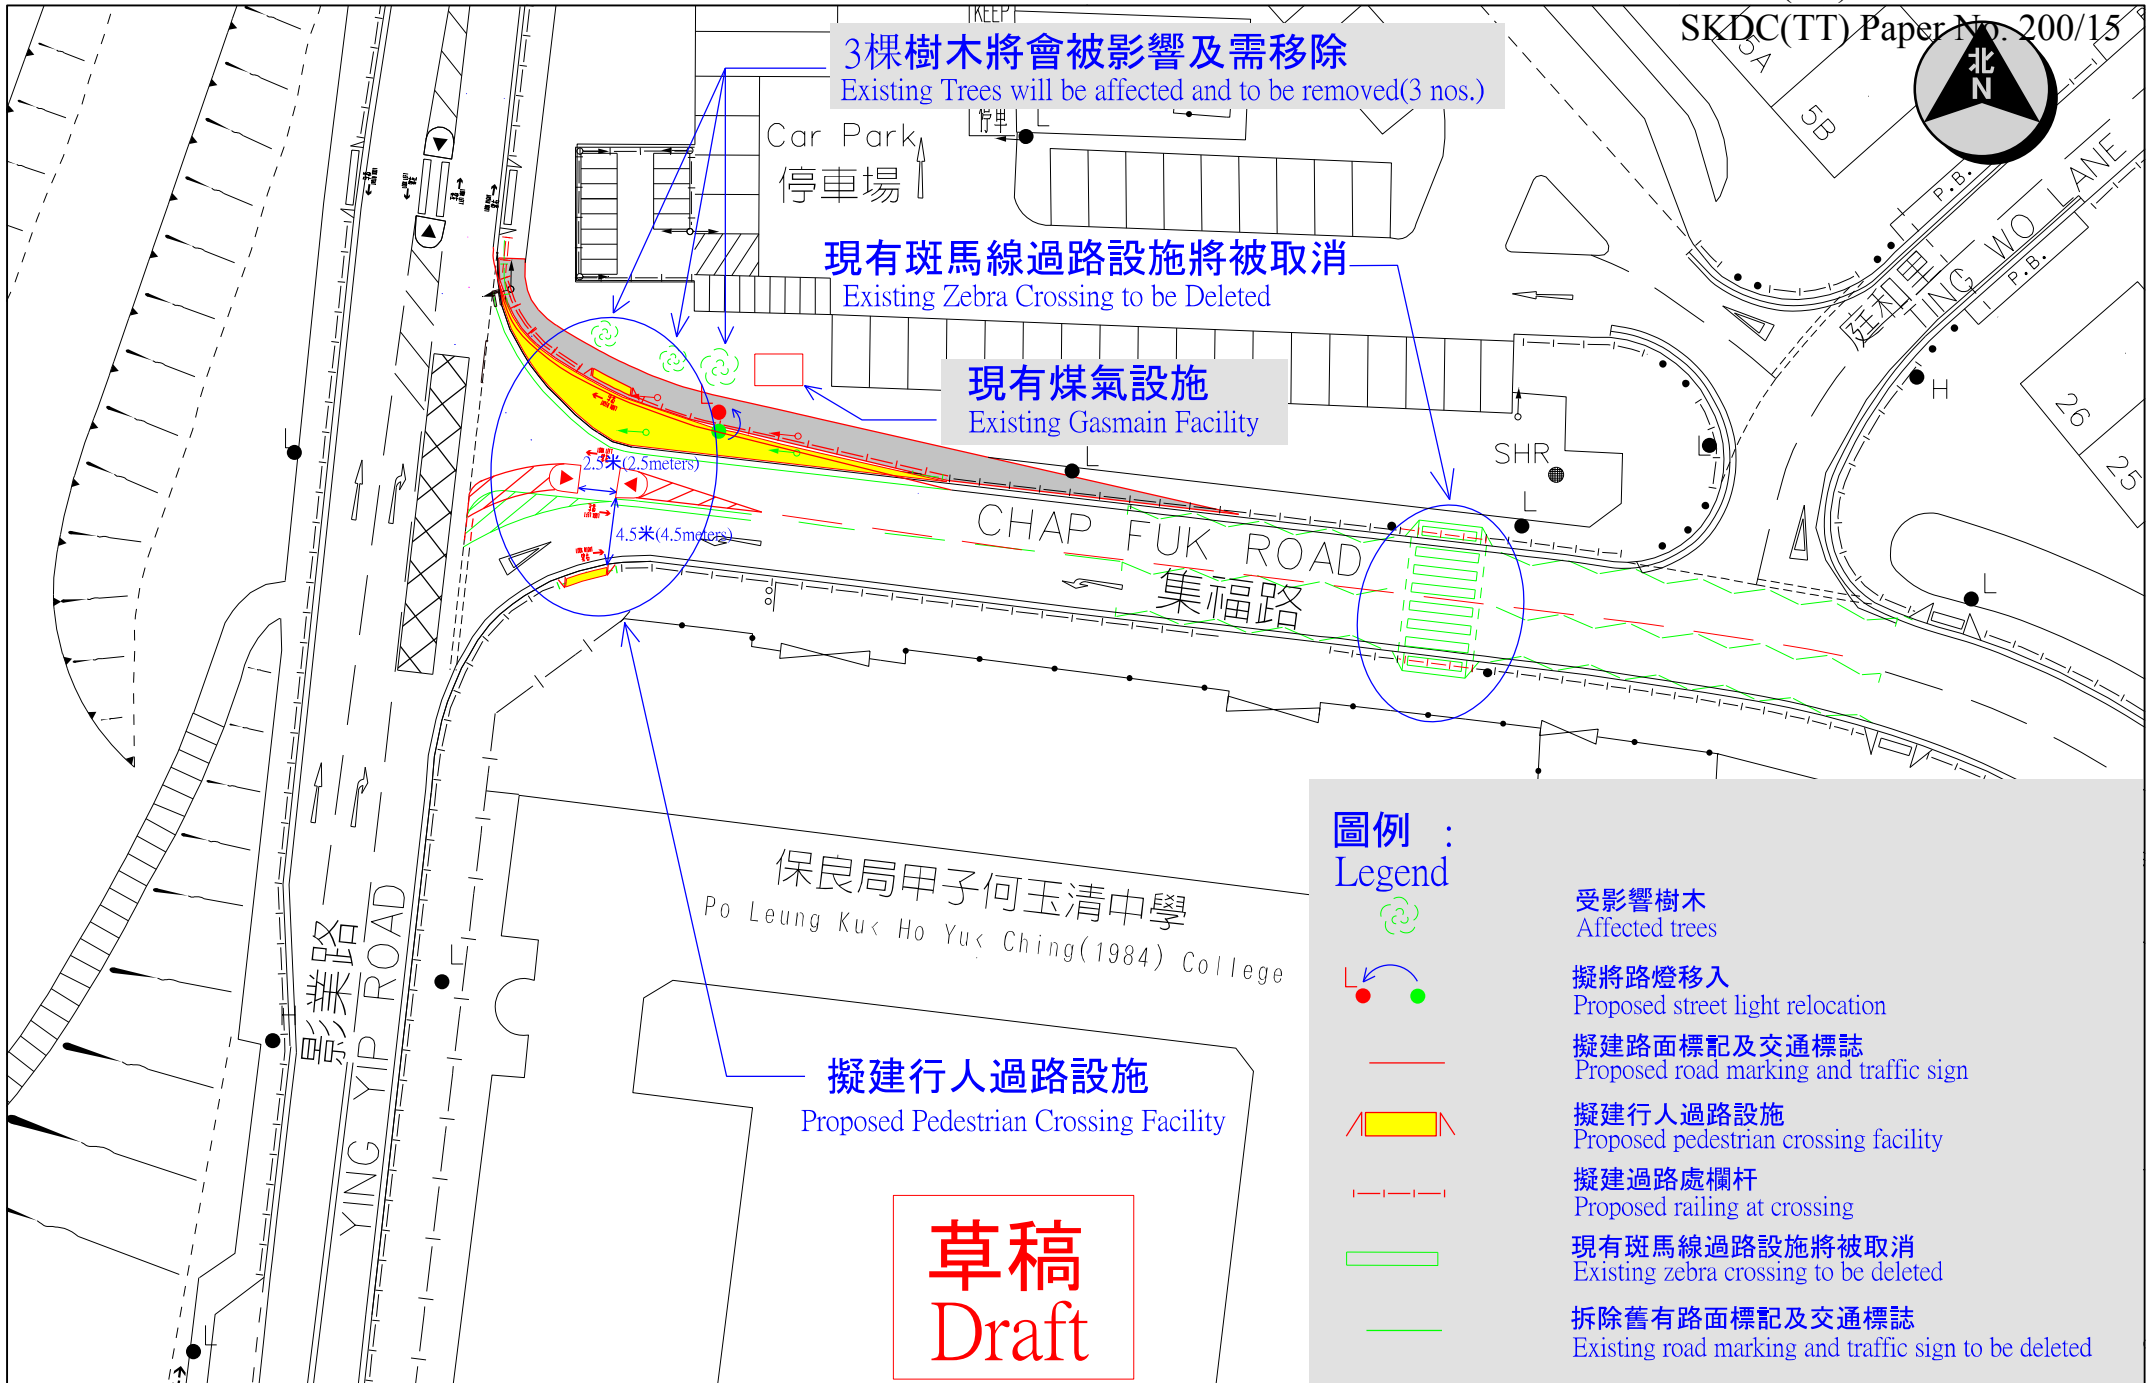 SKDC(TT) Paper No. 200/15
北
N
KEEP
3棵樹木將會被影響及需移除
Existing Trees will be affected and to be removed(3 nos.)
停車
L
5A
5B
Car Park
停車場
P.B.
P.B.
旺和里
YING WO LANE
現有斑馬線過路設施將被取消
Existing Zebra Crossing to be Deleted
現有煤氣設施
Existing Gasmain Facility
H
26
25
SHR
L
L
L
L
L
L
2.5米(2.5meters)
4.5米(4.5meters)
CHAP FUK ROAD
集福路
保良局甲子何玉清中學
Po Leung Kuk Ho Yuk Ching(1984) College
L
景業路
YING YIP ROAD
L
擬建行人過路設施
Proposed Pedestrian Crossing Facility
草稿
Draft
圖例 :
Legend
受影響樹木
Affected trees
L
擬將路燈移入
Proposed street light relocation
擬建路面標記及交通標誌
Proposed road marking and traffic sign
擬建行人過路設施
Proposed pedestrian crossing facility
擬建過路處欄杆
Proposed railing at crossing
現有斑馬線過路設施將被取消
Existing zebra crossing to be deleted
拆除舊有路面標記及交通標誌
Existing road marking and traffic sign to be deleted